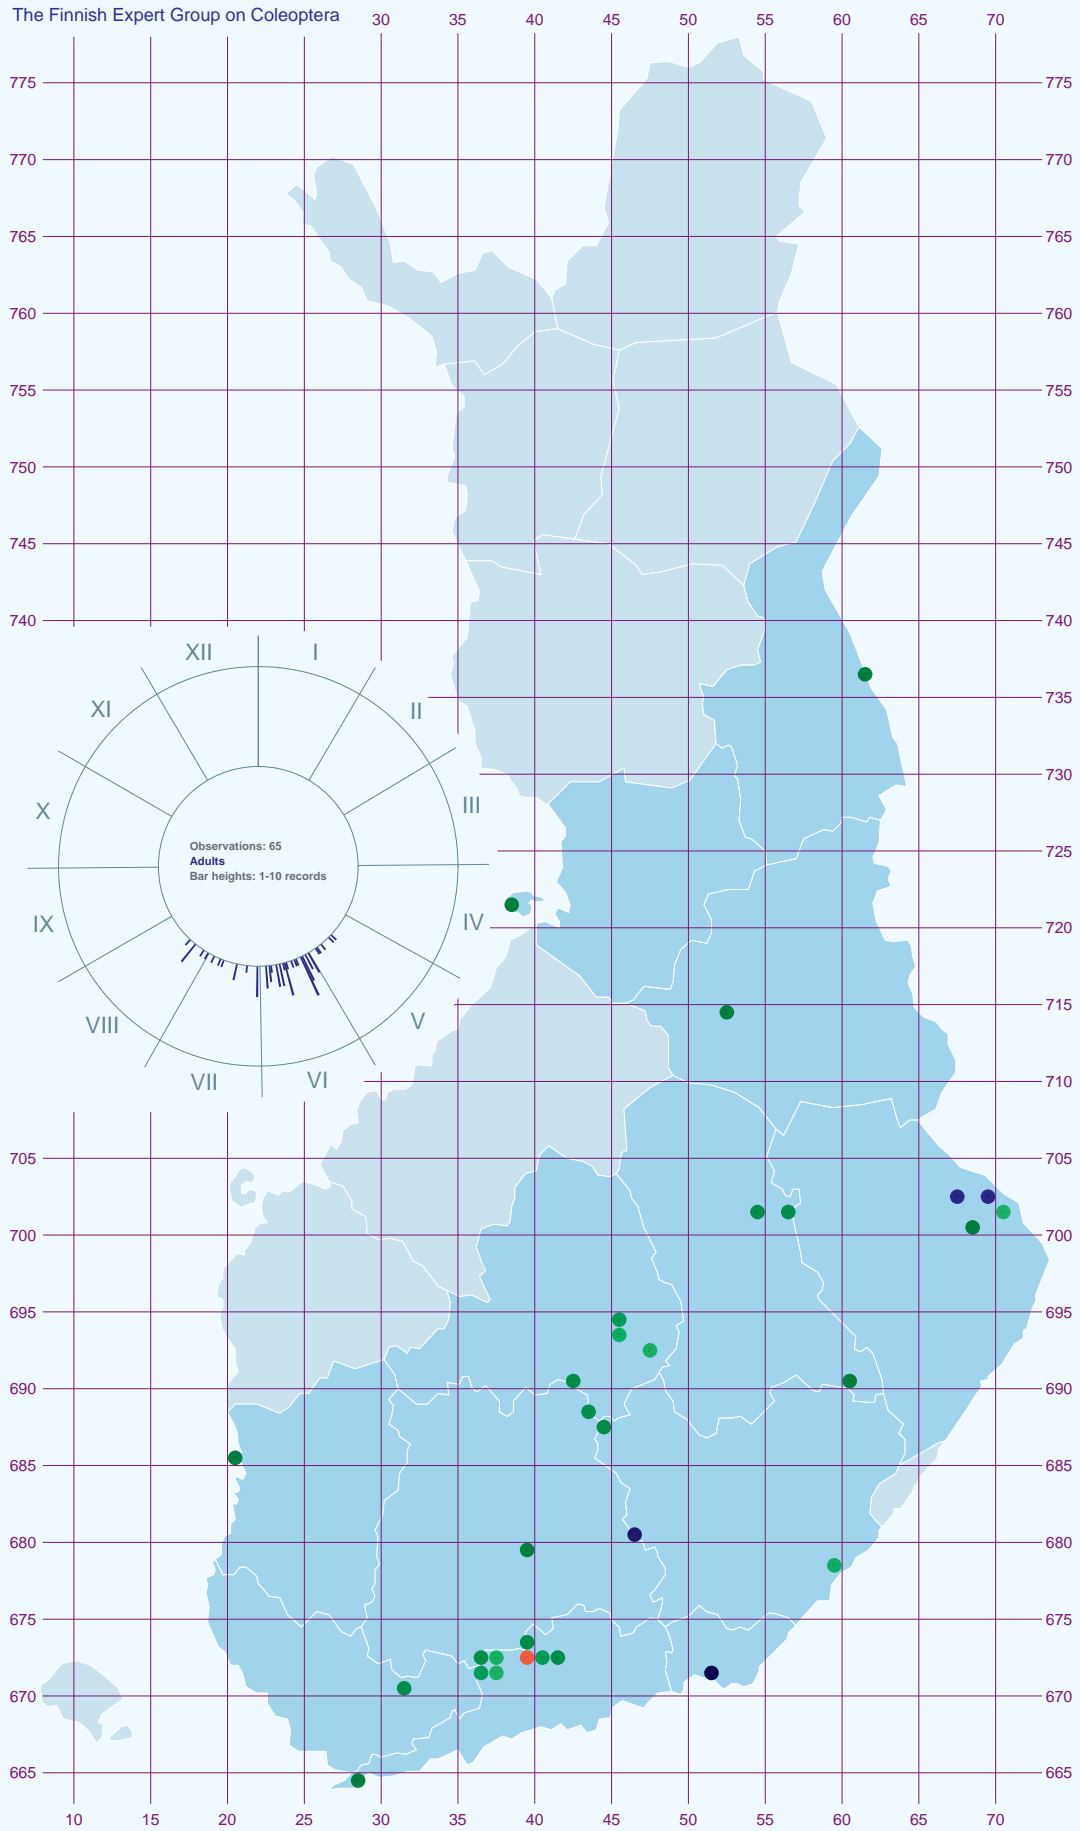 The Finnish Expert Group on Coleoptera
30 35 40 45 50 55 60 65 70
775 775
770 770
765 765
760 760
755 755
750 750
745 745
740 740
XII I
XI II
735
X III
730
Observations: 65
Adults
Bar heights: 1-10 records
725
IX IV
720
715
VIII V
VII VI
710
705 705
700 700
695 695
690 690
685 685
680 680
675 675
670 670
665 665
10 15 20 25 30 35 40 45 50 55 60 65 70